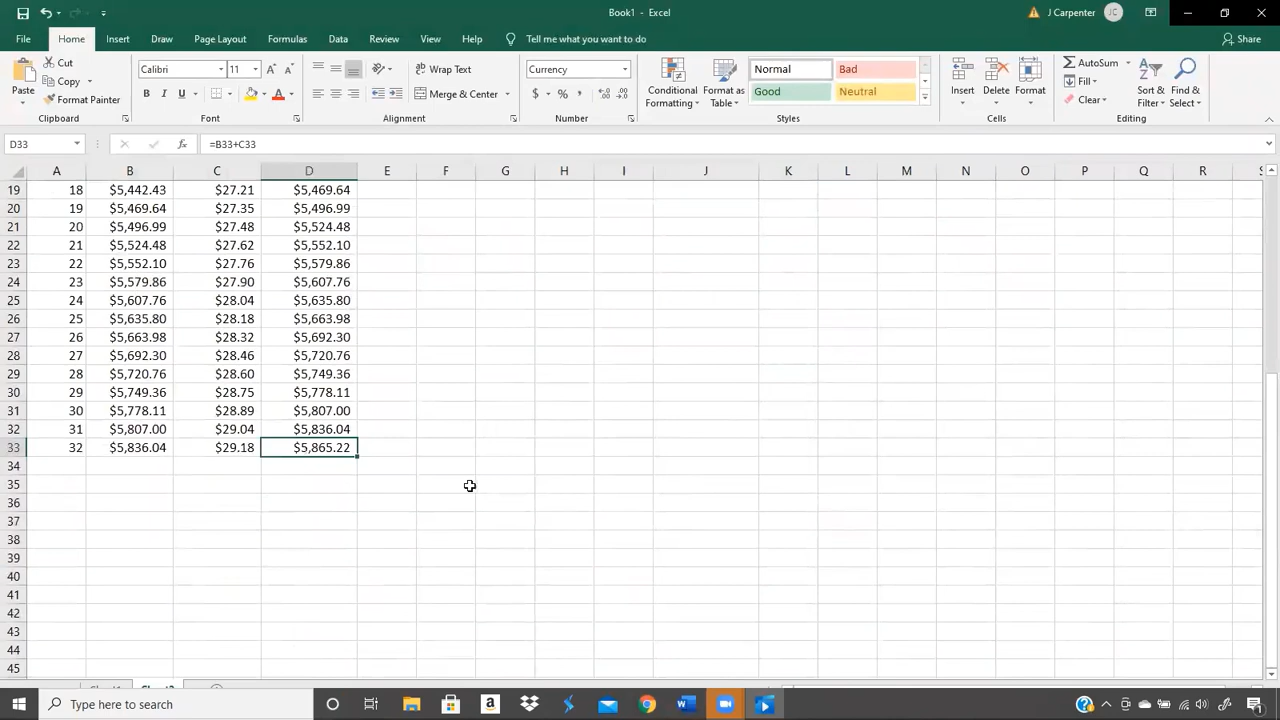 Book1 - Excel
J Carpenter
JC
File Home Insert Draw Page Layout Formulas Data Review View Help Tell me what you want to do
Share
Paste
Cut
Copy
Format Painter
Clipboard
Calibri 11
B I U
Font
Wrap Text
Merge & Center
Alignment
Currency
$ % ,
Number
Conditional Formatting
Format as Table
Normal Bad
Good Neutral
Styles
Insert Delete Format
Cells
AutoSum
Fill
Clear
Sort & Filter
Find & Select
Editing
D33 fx =B33+C33
A B C D E F G H I J K L M N O P Q R S
19 18 $5,442.43 $27.21 $5,469.64
20 19 $5,469.64 $27.35 $5,496.99
21 20 $5,496.99 $27.48 $5,524.48
22 21 $5,524.48 $27.62 $5,552.10
23 22 $5,552.10 $27.76 $5,579.86
24 23 $5,579.86 $27.90 $5,607.76
25 24 $5,607.76 $28.04 $5,635.80
26 25 $5,635.80 $28.18 $5,663.98
27 26 $5,663.98 $28.32 $5,692.30
28 27 $5,692.30 $28.46 $5,720.76
29 28 $5,720.76 $28.60 $5,749.36
30 29 $5,749.36 $28.75 $5,778.11
31 30 $5,778.11 $28.89 $5,807.00
32 31 $5,807.00 $29.04 $5,836.04
33 32 $5,836.04 $29.18 $5,865.22
34
35
36
37
38
39
40
41
42
43
44
45
Type here to search